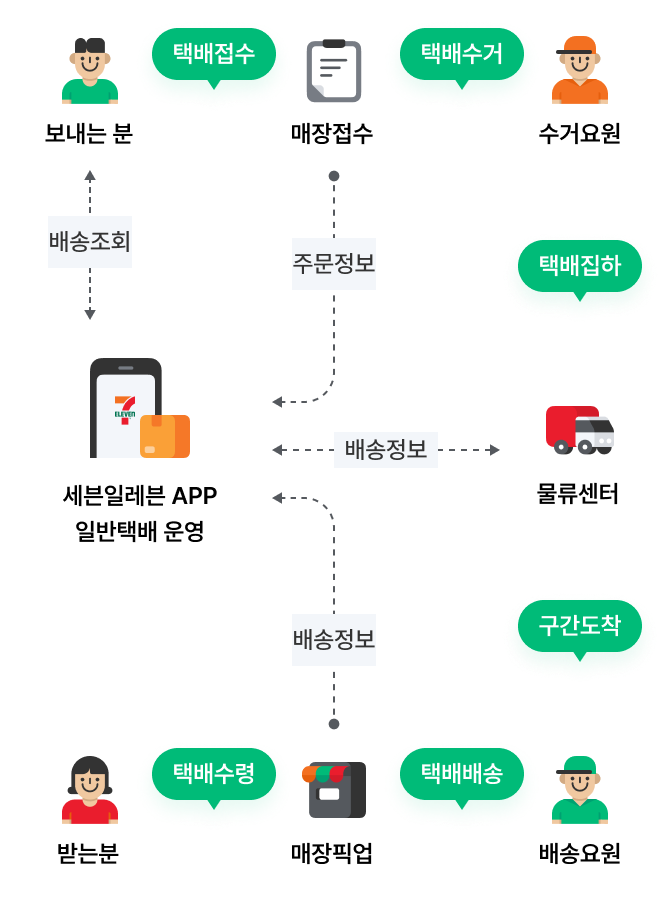 택배접수
택배수거
보내는 분
매장접수
수거요원
배송조회
주문정보
택배집하
7
ELEVEN
배송정보
세븐일레븐 APP
일반택배 운영
물류센터
구간도착
배송정보
택배수령
택배배송
받는분
매장픽업
배송요원